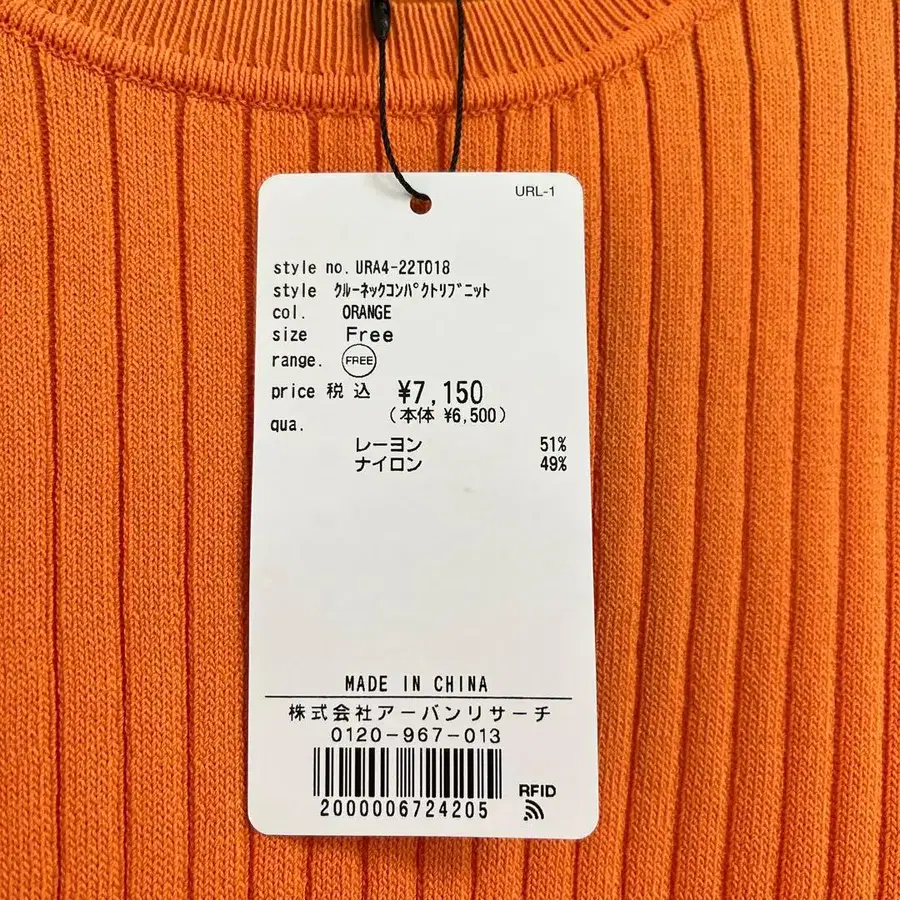 URL-1
style no. URA4-22T018
style ｸﾙｰﾈｯｸｺﾝﾊﾟｸﾄﾘﾌﾞﾆｯﾄ
col. ORANGE
size Free
range. FREE
price 税込 ¥7,150
(本体 ¥6,500)
qua.
レーヨン 51%
ナイロン 49%
MADE IN CHINA
株式会社アーバンリサーチ
0120-967-013
RFID
2000006724205